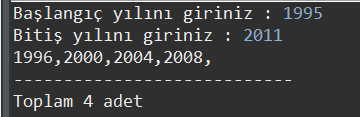 Başlangıç yılını giriniz : 1995
Bitiş yılını giriniz : 2011
1996,2000,2004,2008,
----------------------------
Toplam 4 adet